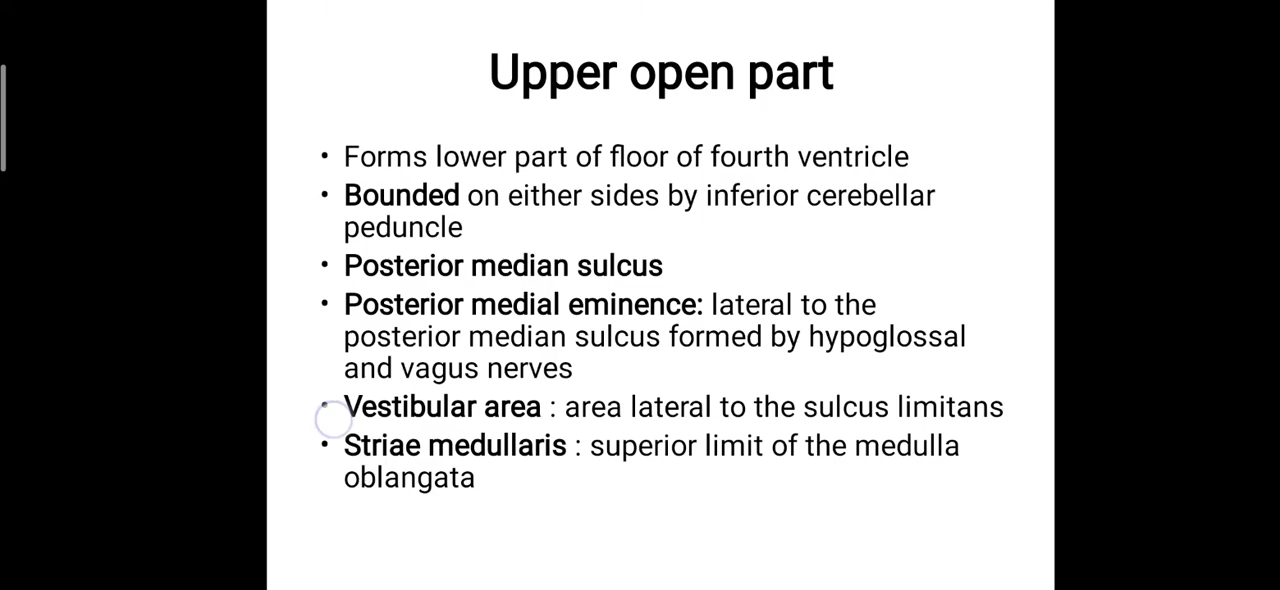 Upper open part
• Forms lower part of floor of fourth ventricle
• Bounded on either sides by inferior cerebellar
peduncle
• Posterior median sulcus
• Posterior medial eminence: lateral to the
posterior median sulcus formed by hypoglossal
and vagus nerves
• Vestibular area : area lateral to the sulcus limitans
• Striae medullaris : superior limit of the medulla
oblangata